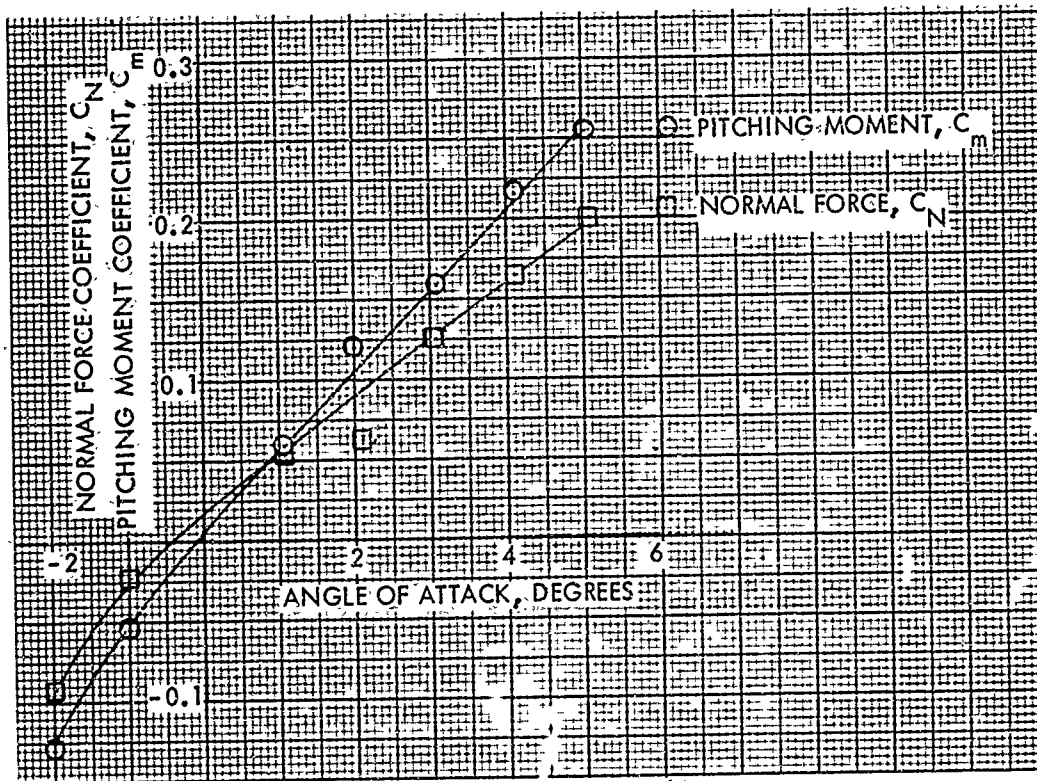 NORMAL FORCE COEFFICIENT, C_N
PITCHING MOMENT COEFFICIENT, C_m
0.3
0.2
0.1
-0.1
-2
2
4
6
ANGLE OF ATTACK, DEGREES
PITCHING MOMENT, C_m
NORMAL FORCE, C_N